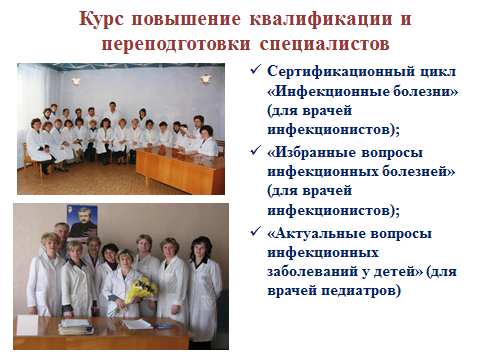 Курс повышение квалификации и
переподготовки специалистов
✓ Сертификационный цикл
«Инфекционные болезни»
(для врачей
инфекционистов);
✓ «Избранные вопросы
инфекционных болезней»
(для врачей
инфекционистов);
✓ «Актуальные вопросы
инфекционных
заболеваний у детей» (для
врачей педиатров)